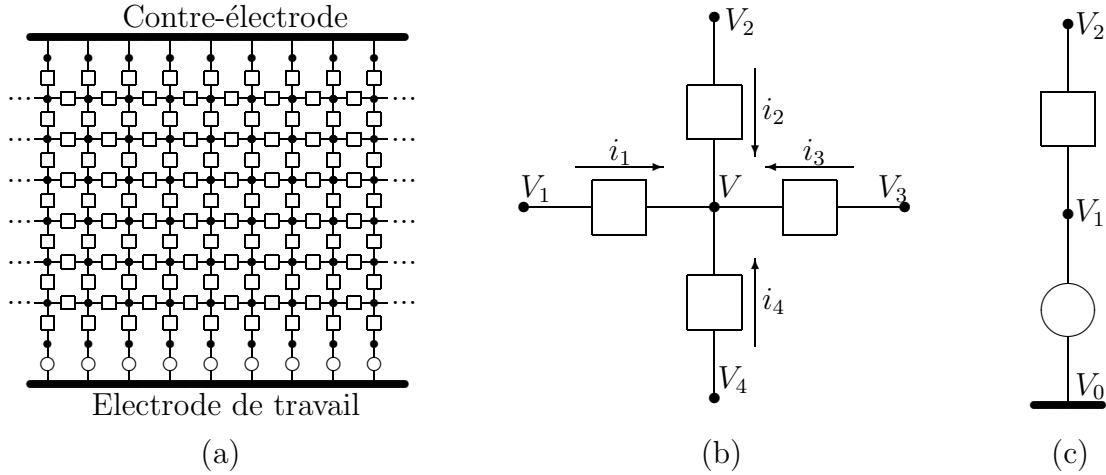 Contre-électrode
Electrode de travail
(a)
V₂
i₂
i₁
i₃
V₁
V
V₃
i₄
V₄
(b)
V₂
V₁
V₀
(c)